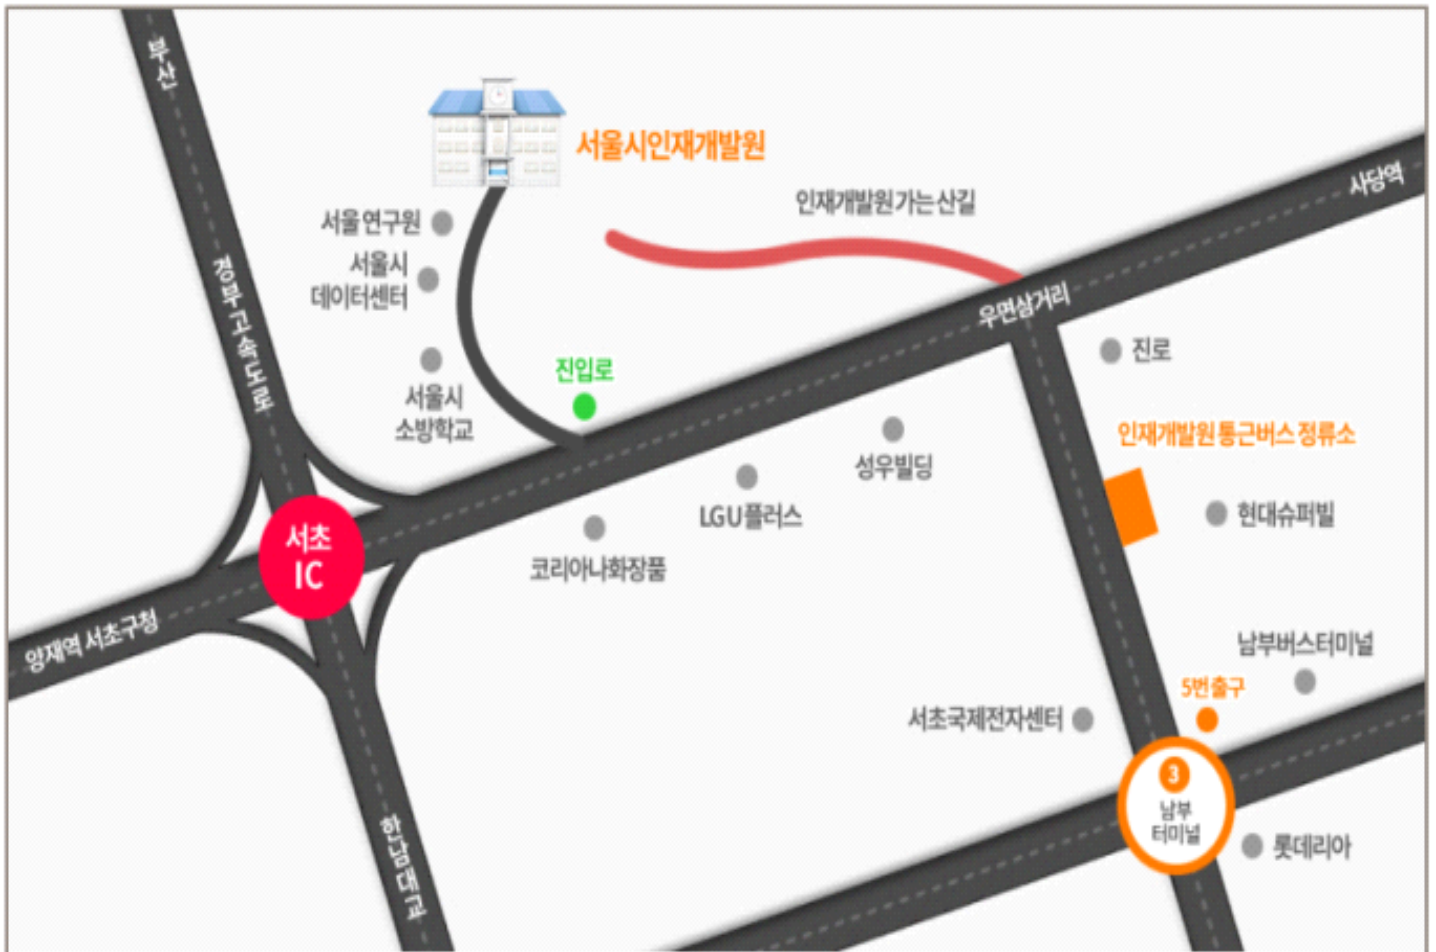 부산
서울시인재개발원
사당역
인재개발원 가는 산길
서울 연구원
서울시
데이터센터
경부고속도로
우면삼거리
진로
진입로
서울시
소방학교
인재개발원 통근버스 정류소
성우빌딩
LGU플러스
현대슈퍼빌
서초
IC
코리아나화장품
양재역 서초구청
남부버스터미널
5번 출구
서초국제전자센터
3
남부
터미널
롯데리아
한남대교